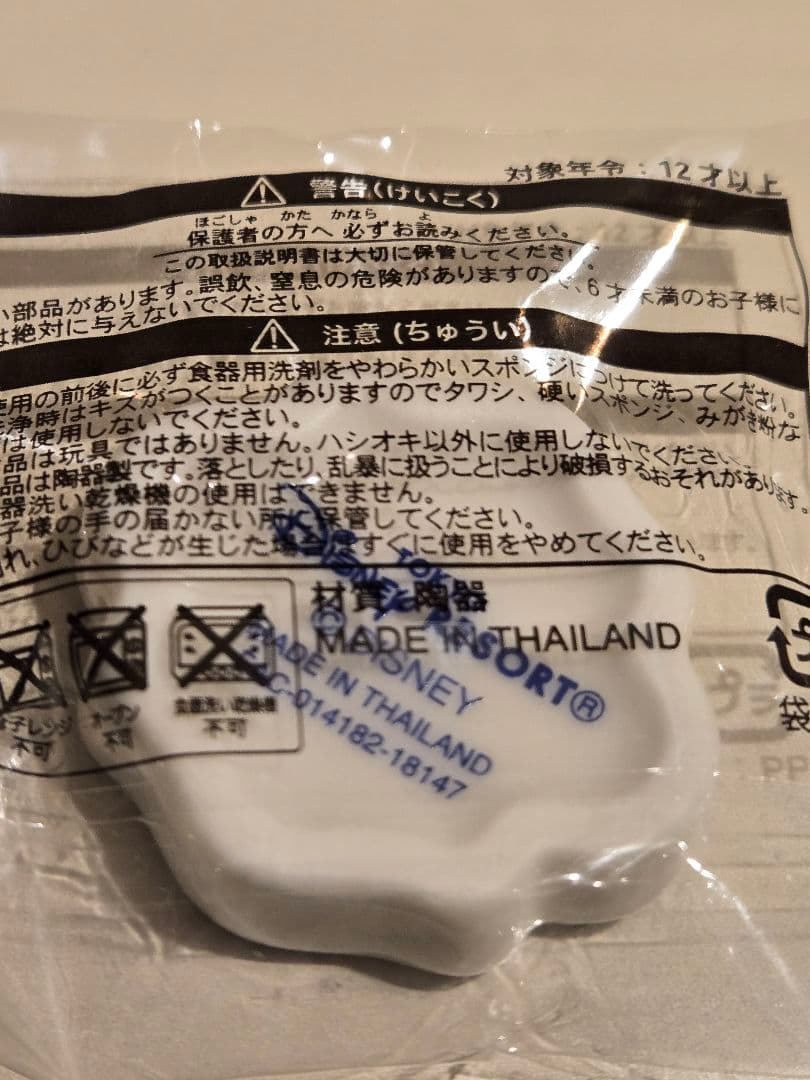 対象年令：12才以上
警告(けいこく)
ほごしゃ かた かなら よ
保護者の方へ 必ずお読みください。
この取扱説明書は大切に保管してください。
い部品があります。誤飲、窒息の危険がありますので、6才未満のお子様に
は絶対に与えないでください。
注意(ちゅうい)
使用の前後に必ず食器用洗剤をやわらかいスポンジにつけて洗ってください。
洗浄時はキズがつくことがありますのでタワシ、硬いスポンジ、みがき粉な
は使用しないでください。
品は玩具ではありません。ハシオキ以外に使用しないでください。
品は陶器製です。落としたり、乱暴に扱うことにより破損するおそれがあります。
器洗い乾燥機の使用はできません。
子様の手の届かない所に保管してください。
れ、ひびなどが生じた場合はすぐに使用をやめてください。
材質 陶器
MADE IN THAILAND
子レンジ
不可
オーブン
不可
食器洗い乾燥機
不可
プラ
袋
:PP
DISNEY RESORT®
© DISNEY
MADE IN THAILAND
C-014182-18147